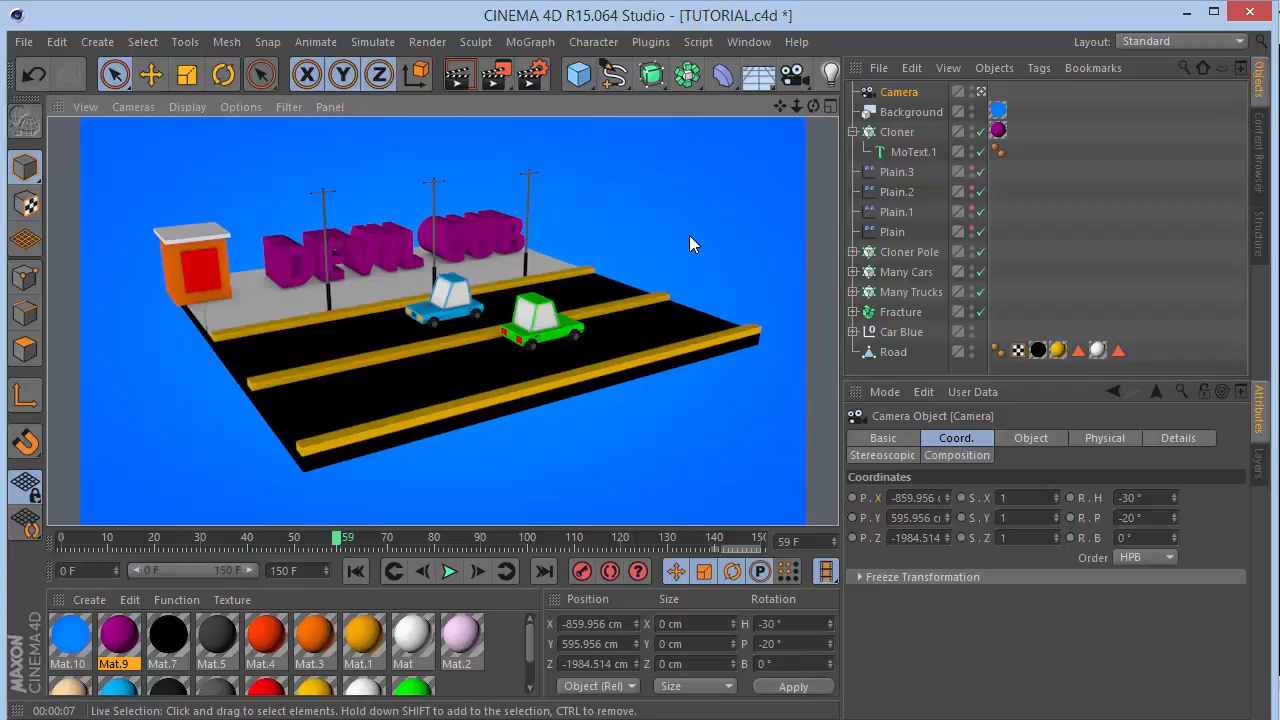 CINEMA 4D R15.064 Studio - [TUTORIAL.c4d *]
File Edit Create Select Tools Mesh Snap Animate Simulate Render Sculpt MoGraph Character Plugins Script Window Help Layout: Standard
X Y Z
File Edit View Objects Tags Bookmarks
View Cameras Display Options Filter Panel
Camera
Background
Cloner
MoText.1
Plain.3
Plain.2
Plain.1
Plain
Cloner Pole
Many Cars
Many Trucks
Fracture
Car Blue
Road
Objects
Content Browser
Structure
DEVIL CUB
Mode Edit User Data
Camera Object [Camera]
Basic Coord. Object Physical Details
Stereoscopic Composition
Attributes
Layers
Coordinates
P . X -859.956 S . X 1 R . H -30 °
P . Y 595.956 cm S . Y 1 R . P -20 °
P . Z -1984.514 S . Z 1 R . B 0 °
Order HPB
Freeze Transformation
0 10 20 30 40 50 59 70 80 90 100 110 120 130 140 150 59 F
0 F 0 F 150 F 150 F
P
Create Edit Function Texture
Mat.10 Mat.9 Mat.7 Mat.5 Mat.4 Mat.3 Mat.1 Mat Mat.2
Position Size Rotation
X -859.956 cm X 0 cm H -30 °
Y 595.956 cm Y 0 cm P -20 °
Z -1984.514 cm Z 0 cm B 0 °
Object (Rel) Size Apply
MAXON
CINEMA 4D
00:00:07 Live Selection: Click and drag to select elements. Hold down SHIFT to add to the selection, CTRL to remove.